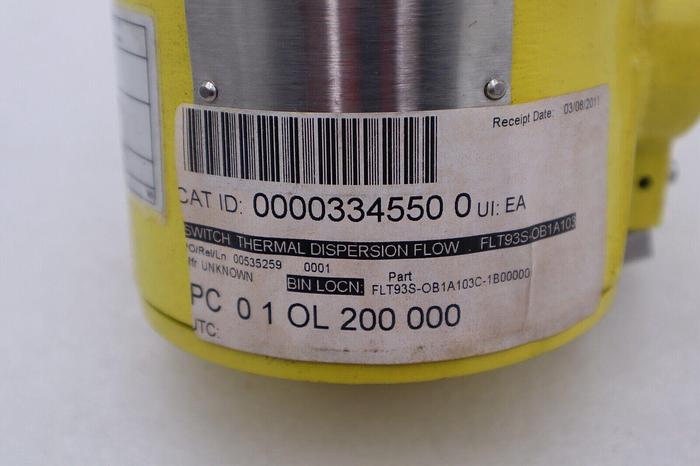 Receipt Date: 03/08/2011
CAT ID: 0000334550 0 UI: EA
SWITCH THERMAL DISPERSION FLOW . FLT93S-OB1A103
PO/Rel/Ln 00535259 0001
Mfr UNKNOWN
BIN LOCN: Part
FLT93S-OB1A103C-1B00000
PC 0 1 OL 200 000
UTC: